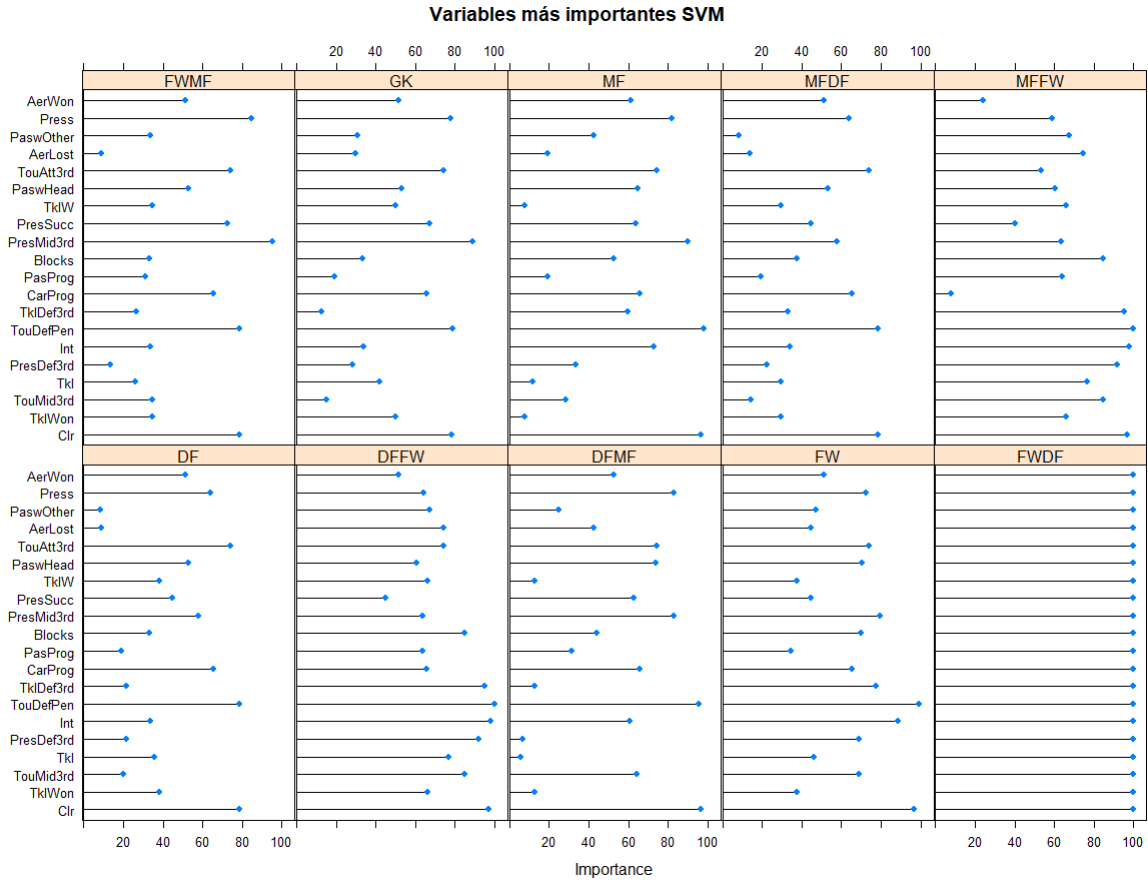 Variables más importantes SVM
20 40 60 80 100 20 40 60 80 100
FWMF GK MF MFDF MFFW
AerWon
Press
PaswOther
AerLost
TouAtt3rd
PaswHead
TklW
PresSucc
PresMid3rd
Blocks
PasProg
CarProg
TklDef3rd
TouDefPen
Int
PresDef3rd
Tkl
TouMid3rd
TklWon
Clr
DF DFFW DFMF FW FWDF
AerWon
Press
PaswOther
AerLost
TouAtt3rd
PaswHead
TklW
PresSucc
PresMid3rd
Blocks
PasProg
CarProg
TklDef3rd
TouDefPen
Int
PresDef3rd
Tkl
TouMid3rd
TklWon
Clr
20 40 60 80 100 20 40 60 80 100 20 40 60 80 100
Importance